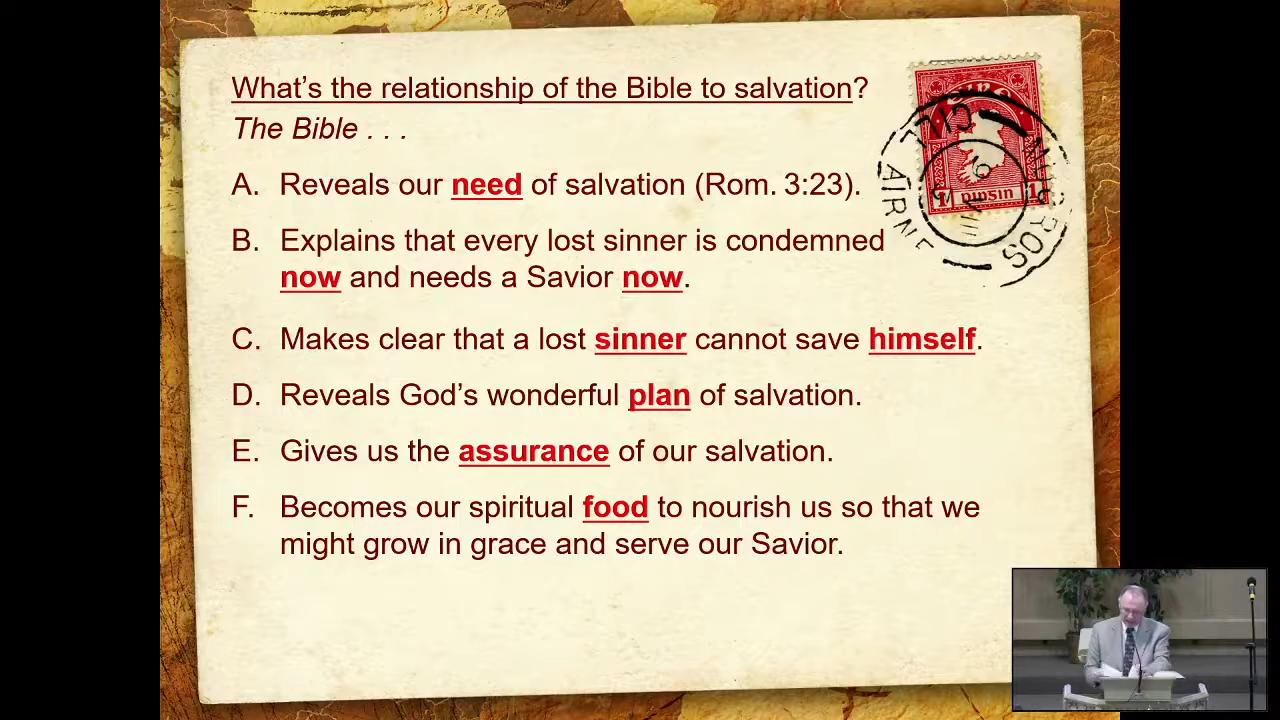 What's the relationship of the Bible to salvation?
The Bible . . .
A. Reveals our need of salvation (Rom. 3:23).
B. Explains that every lost sinner is condemned
now and needs a Savior now.
C. Makes clear that a lost sinner cannot save himself.
D. Reveals God's wonderful plan of salvation.
E. Gives us the assurance of our salvation.
F. Becomes our spiritual food to nourish us so that we
might grow in grace and serve our Savior.